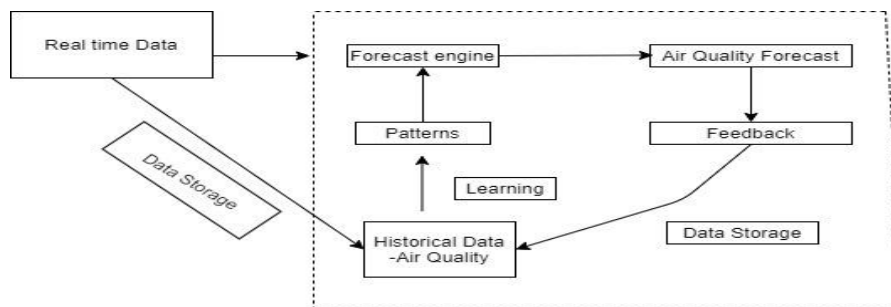 Real time Data
Forecast engine
Air Quality Forecast
Patterns
Feedback
Data Storage
Learning
Historical Data
-Air Quality
Data Storage